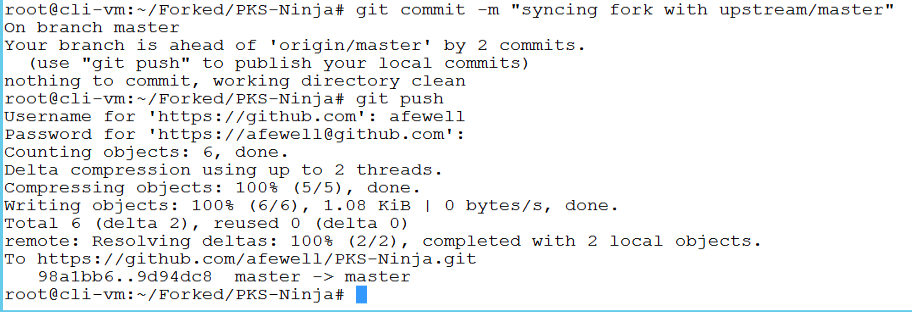 root@cli-vm:~/Forked/PKS-Ninja# git commit -m "syncing fork with upstream/master"
On branch master
Your branch is ahead of 'origin/master' by 2 commits.
  (use "git push" to publish your local commits)
nothing to commit, working directory clean
root@cli-vm:~/Forked/PKS-Ninja# git push
Username for 'https://github.com': afewell
Password for 'https://afewell@github.com':
Counting objects: 6, done.
Delta compression using up to 2 threads.
Compressing objects: 100% (5/5), done.
Writing objects: 100% (6/6), 1.08 KiB | 0 bytes/s, done.
Total 6 (delta 2), reused 0 (delta 0)
remote: Resolving deltas: 100% (2/2), completed with 2 local objects.
To https://github.com/afewell/PKS-Ninja.git
   98a1bb6..9d94dc8  master -> master
root@cli-vm:~/Forked/PKS-Ninja#